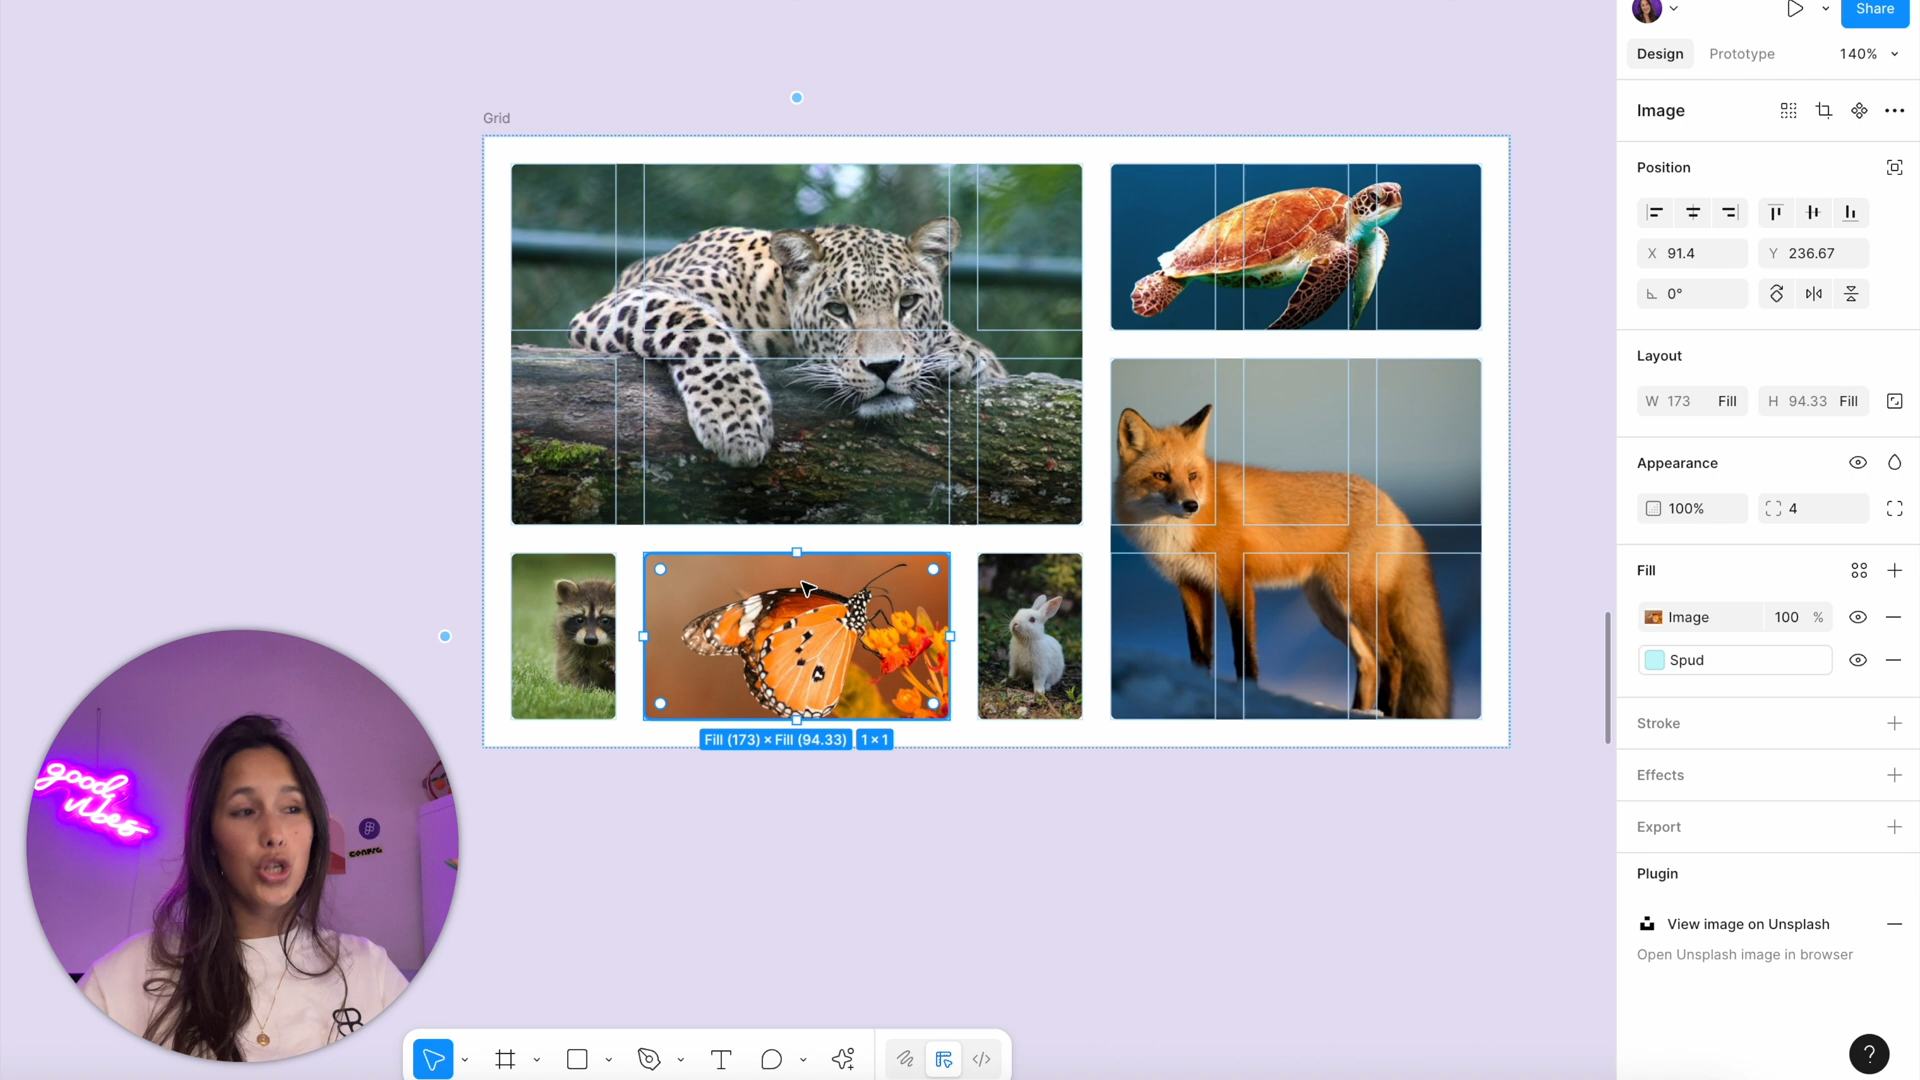 Share
Design Prototype 140%
Grid
Image
Position
X 91.4 Y 236.67
0°
Layout
W 173 Fill H 94.33 Fill
Appearance
100% 4
Fill
Image 100 %
Spud
Fill (173) × Fill (94.33) 1 × 1
Stroke
Effects
Export
Plugin
View image on Unsplash
Open Unsplash image in browser
good
vibes
CONFIG
T
</>
?